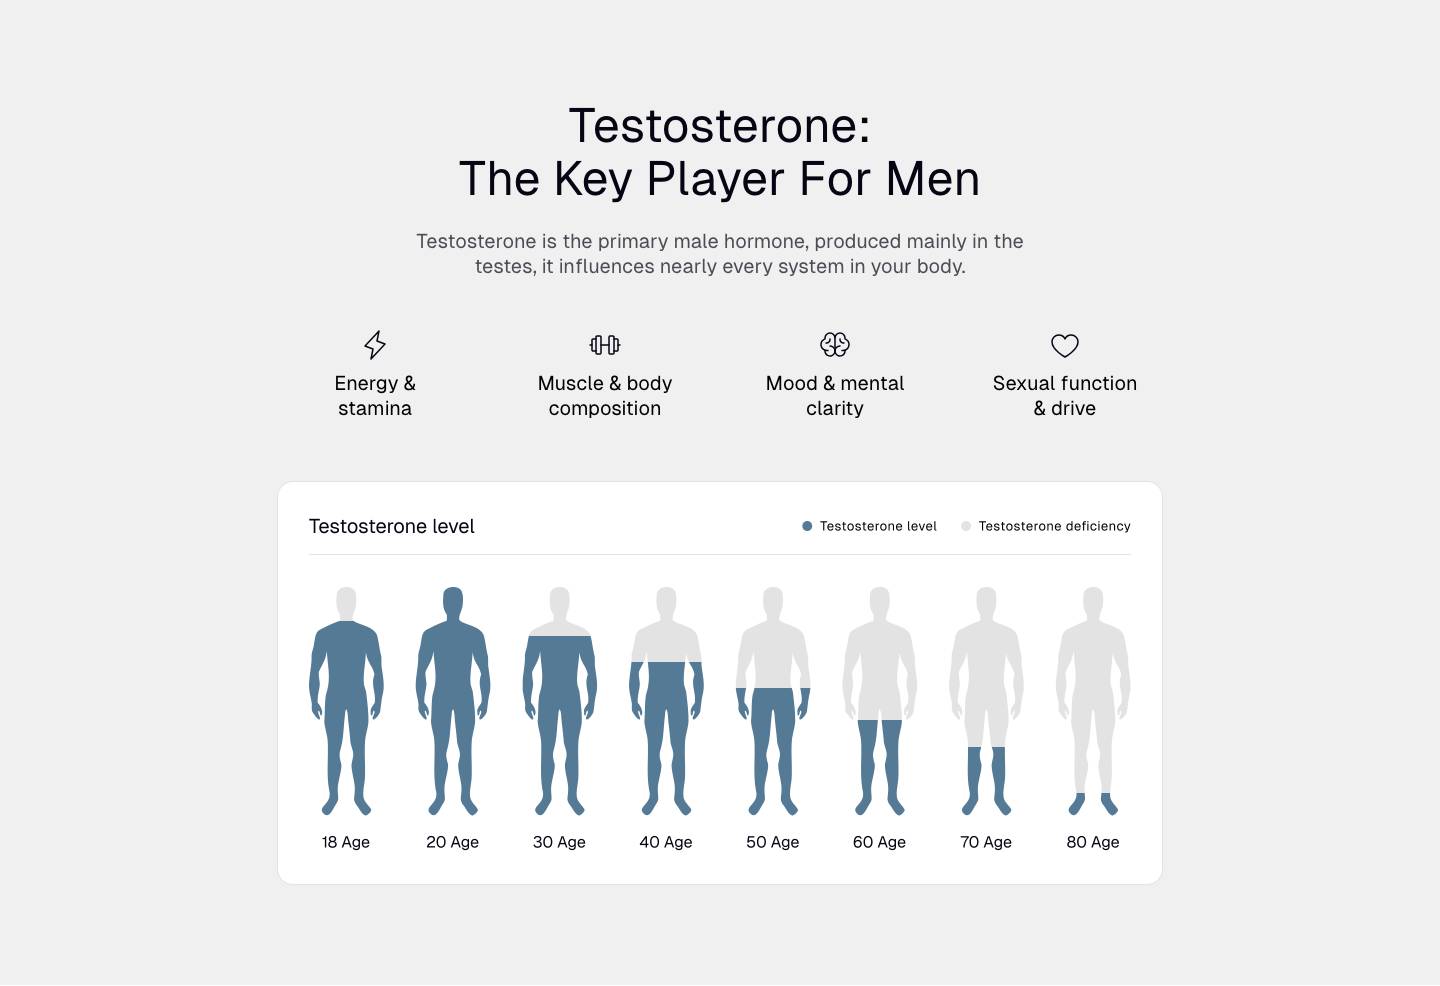 Testosterone:
The Key Player For Men
Testosterone is the primary male hormone, produced mainly in the
testes, it influences nearly every system in your body.
Energy &
stamina
Muscle & body
composition
Mood & mental
clarity
Sexual function
& drive
Testosterone level
Testosterone level
Testosterone deficiency
18 Age
20 Age
30 Age
40 Age
50 Age
60 Age
70 Age
80 Age